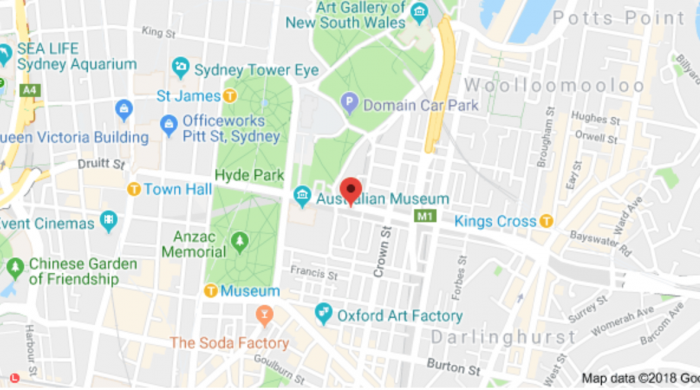 Art Gallery of
New South Wales
Potts Point
King St
SEA LIFE
Sydney Aquarium
Sydney Tower Eye
Woolloomooloo
A4
St James
Domain Car Park
Officeworks
Pitt St, Sydney
ueen Victoria Building
Hughes St
Orwell St
Brougham St
Druitt St
Hyde Park
Earl St
Town Hall
Australian Museum
Ward Ave
M1
Kings Cross
Event Cinemas
Bayswater Rd
Anzac
Memorial
Crown St
Chinese Garden
of Friendship
Francis St
Forbes St
Museum
Surrey St
Womerah Ave
Barcom Ave
Oxford Art Factory
The Soda Factory
Darlinghurst
Harbour St
West St
Goulburn St
Burton St
Map data ©2018 Goo